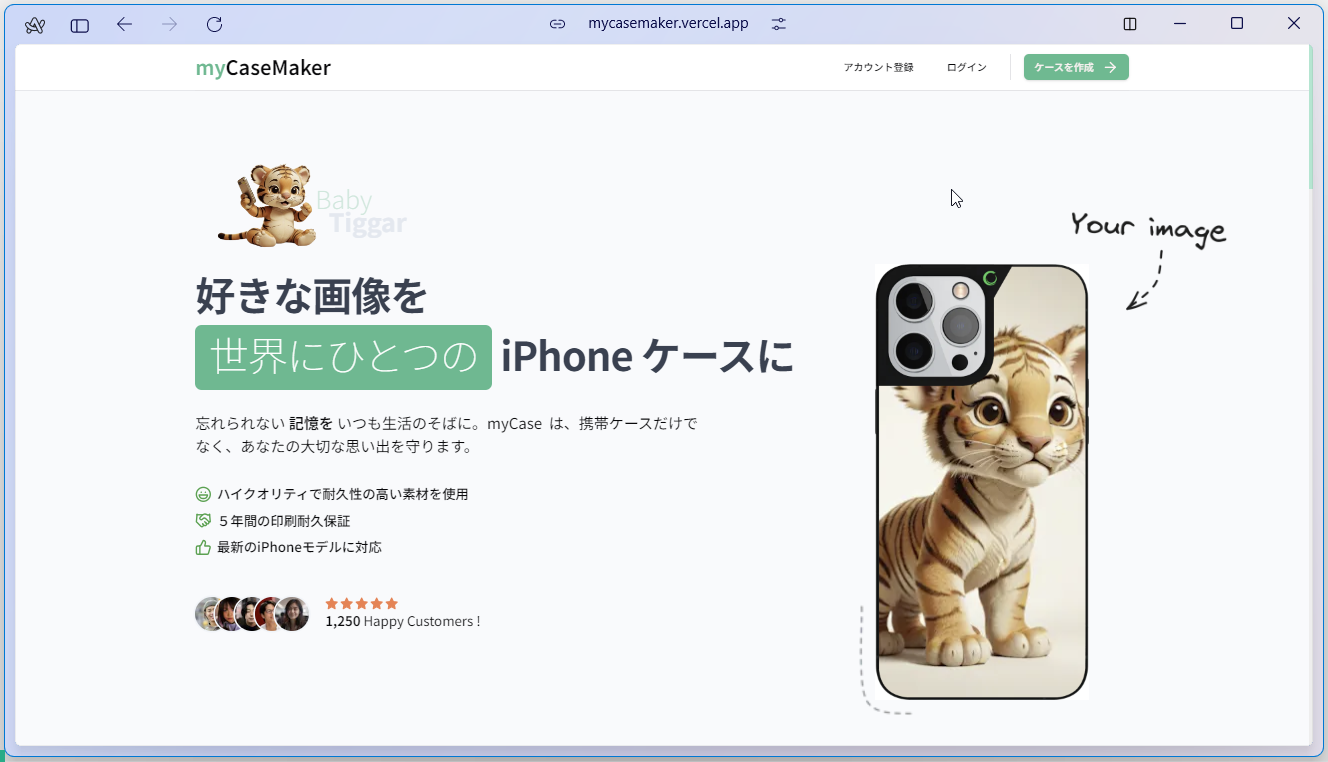 mycasemaker.vercel.app
myCaseMaker
アカウント登録
ログイン
ケースを作成
Baby
Tiggar
好きな画像を
世界にひとつの iPhone ケースに
忘れられない 記憶を いつも生活のそばに。myCase は、携帯ケースだけで
なく、あなたの大切な思い出を守ります。
ハイクオリティで耐久性の高い素材を使用
５年間の印刷耐久保証
最新のiPhoneモデルに対応
1,250 Happy Customers !
Your image